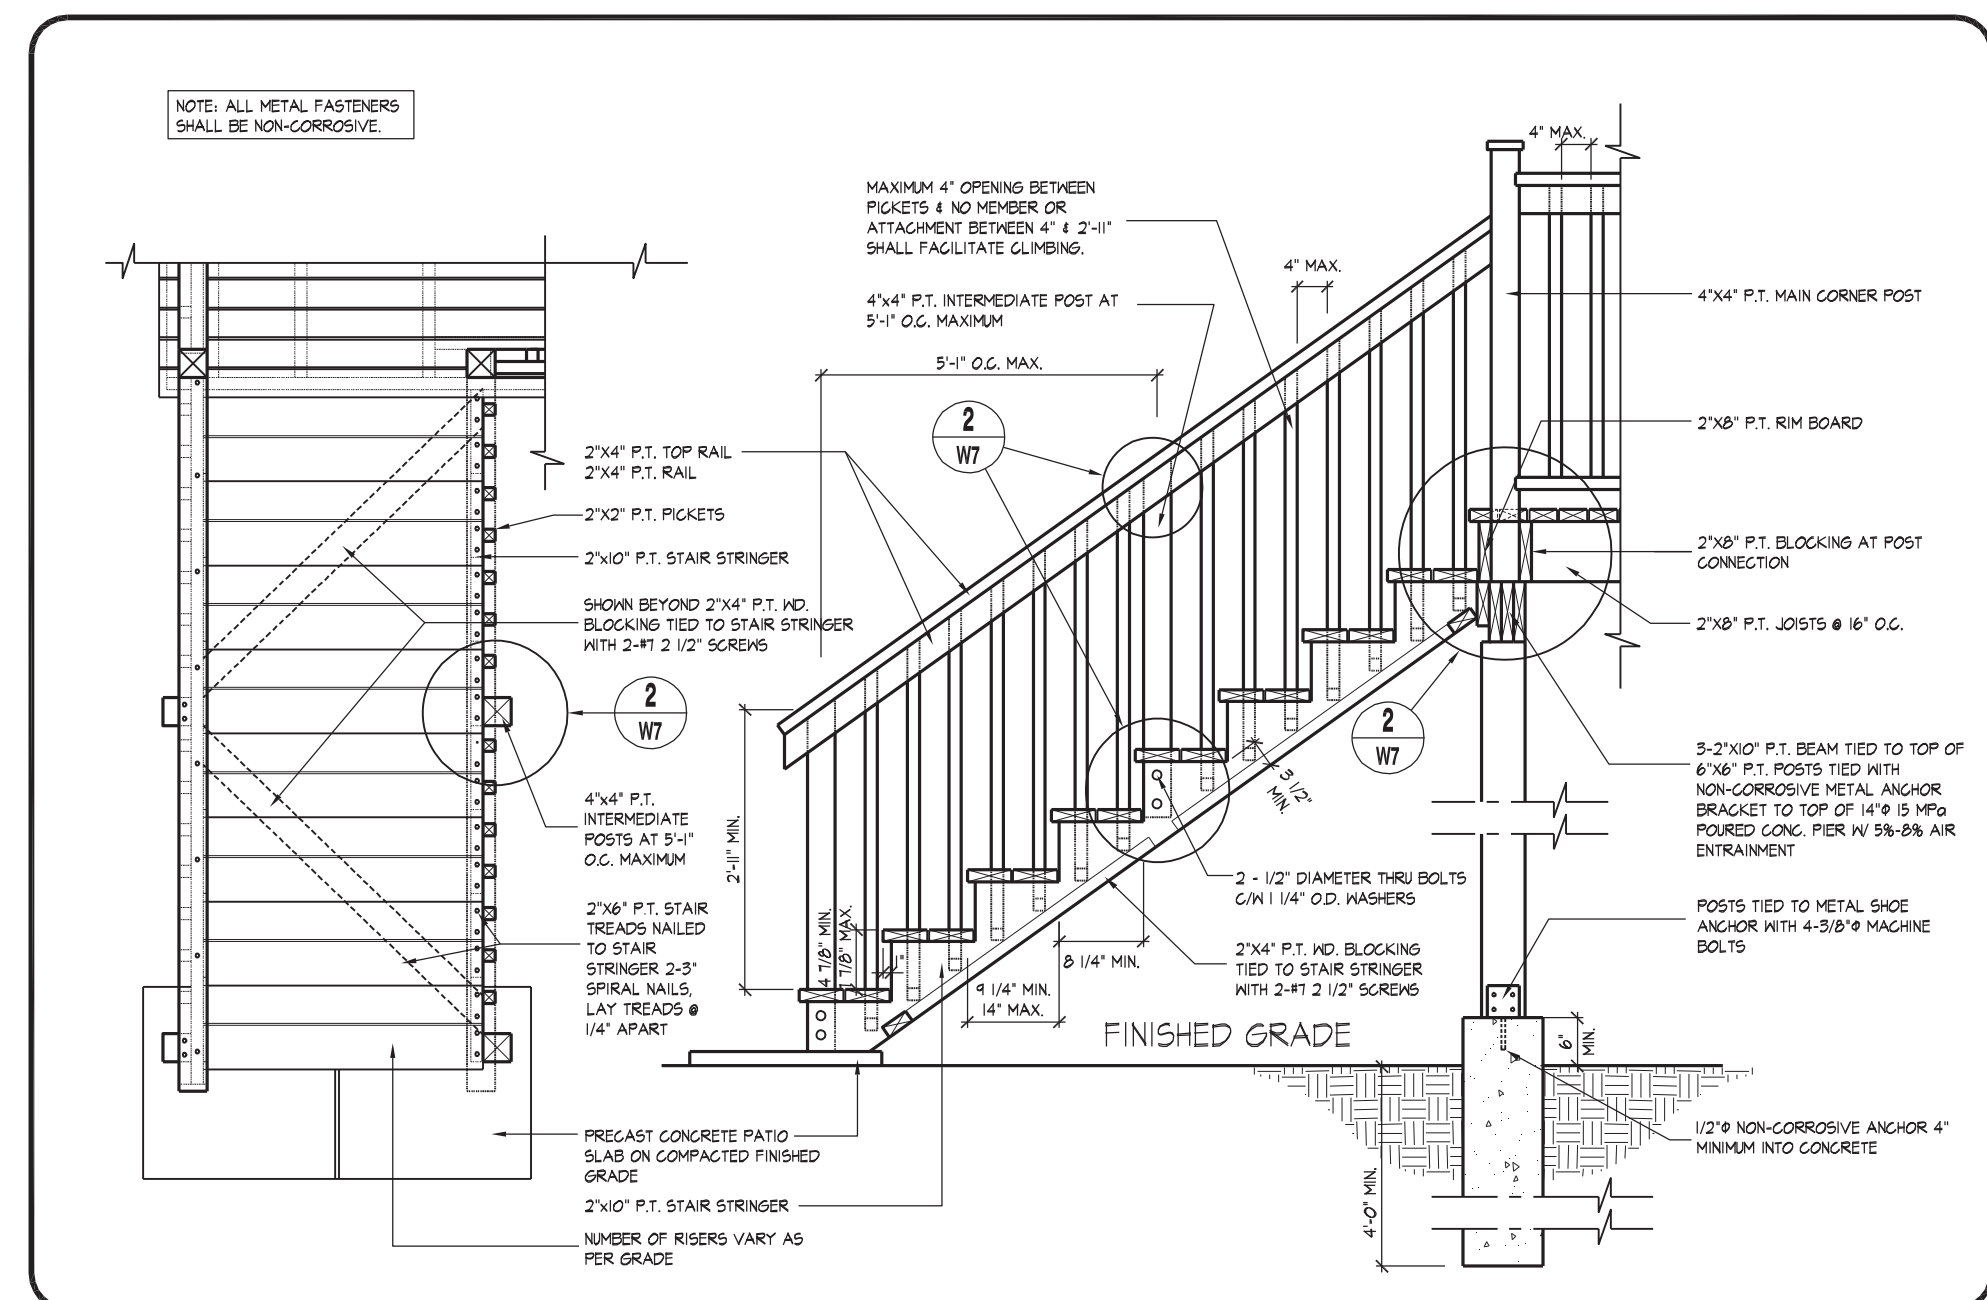 NOTE: ALL METAL FASTENERS
SHALL BE NON-CORROSIVE.
MAXIMUM 4" OPENING BETWEEN
PICKETS & NO MEMBER OR
ATTACHMENT BETWEEN 4" & 2'-11"
SHALL FACILITATE CLIMBING.
4"x4" P.T. INTERMEDIATE POST AT
5'-1" O.C. MAXIMUM
5'-1" O.C. MAX.
4" MAX.
4" MAX.
2
W7
2"X4" P.T. TOP RAIL
2"X4" P.T. RAIL
2"X2" P.T. PICKETS
2"x10" P.T. STAIR STRINGER
SHOWN BEYOND 2"X4" P.T. WD.
BLOCKING TIED TO STAIR STRINGER
WITH 2-#7 2 1/2" SCREWS
2
W7
4"x4" P.T.
INTERMEDIATE
POSTS AT 5'-1"
O.C. MAXIMUM
2"X6" P.T. STAIR
TREADS NAILED
TO STAIR
STRINGER 2-3"
SPIRAL NAILS,
LAY TREADS @
1/4" APART
PRECAST CONCRETE PATIO
SLAB ON COMPACTED FINISHED
GRADE
2"x10" P.T. STAIR STRINGER
NUMBER OF RISERS VARY AS
PER GRADE
2'-11" MIN.
4 7/8" MIN.
7 7/8" MAX.
1"
9 1/4" MIN.
14" MAX.
8 1/4" MIN.
3 1/2"
MIN.
2
W7
2 - 1/2" DIAMETER THRU BOLTS
C/W 1 1/4" O.D. WASHERS
2"X4" P.T. WD. BLOCKING
TIED TO STAIR STRINGER
WITH 2-#7 2 1/2" SCREWS
FINISHED GRADE
4'-0" MIN.
6"
MIN.
4"X4" P.T. MAIN CORNER POST
2"X8" P.T. RIM BOARD
2"X8" P.T. BLOCKING AT POST
CONNECTION
2"X8" P.T. JOISTS @ 16" O.C.
3-2"X10" P.T. BEAM TIED TO TOP OF
6"X6" P.T. POSTS TIED WITH
NON-CORROSIVE METAL ANCHOR
BRACKET TO TOP OF 14"Φ 15 MPa
POURED CONC. PIER W/ 5%-8% AIR
ENTRAINMENT
POSTS TIED TO METAL SHOE
ANCHOR WITH 4-3/8"Φ MACHINE
BOLTS
1/2"Φ NON-CORROSIVE ANCHOR 4"
MINIMUM INTO CONCRETE